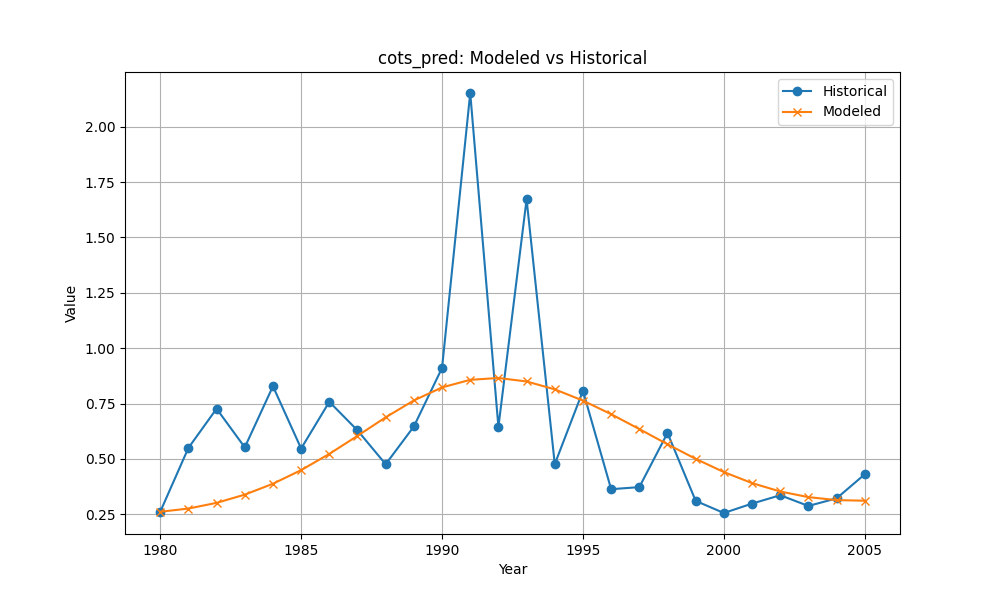 cots_pred: Modeled vs Historical
Historical
Modeled
Value
2.00
1.75
1.50
1.25
1.00
0.75
0.50
0.25
1980 1985 1990 1995 2000 2005
Year